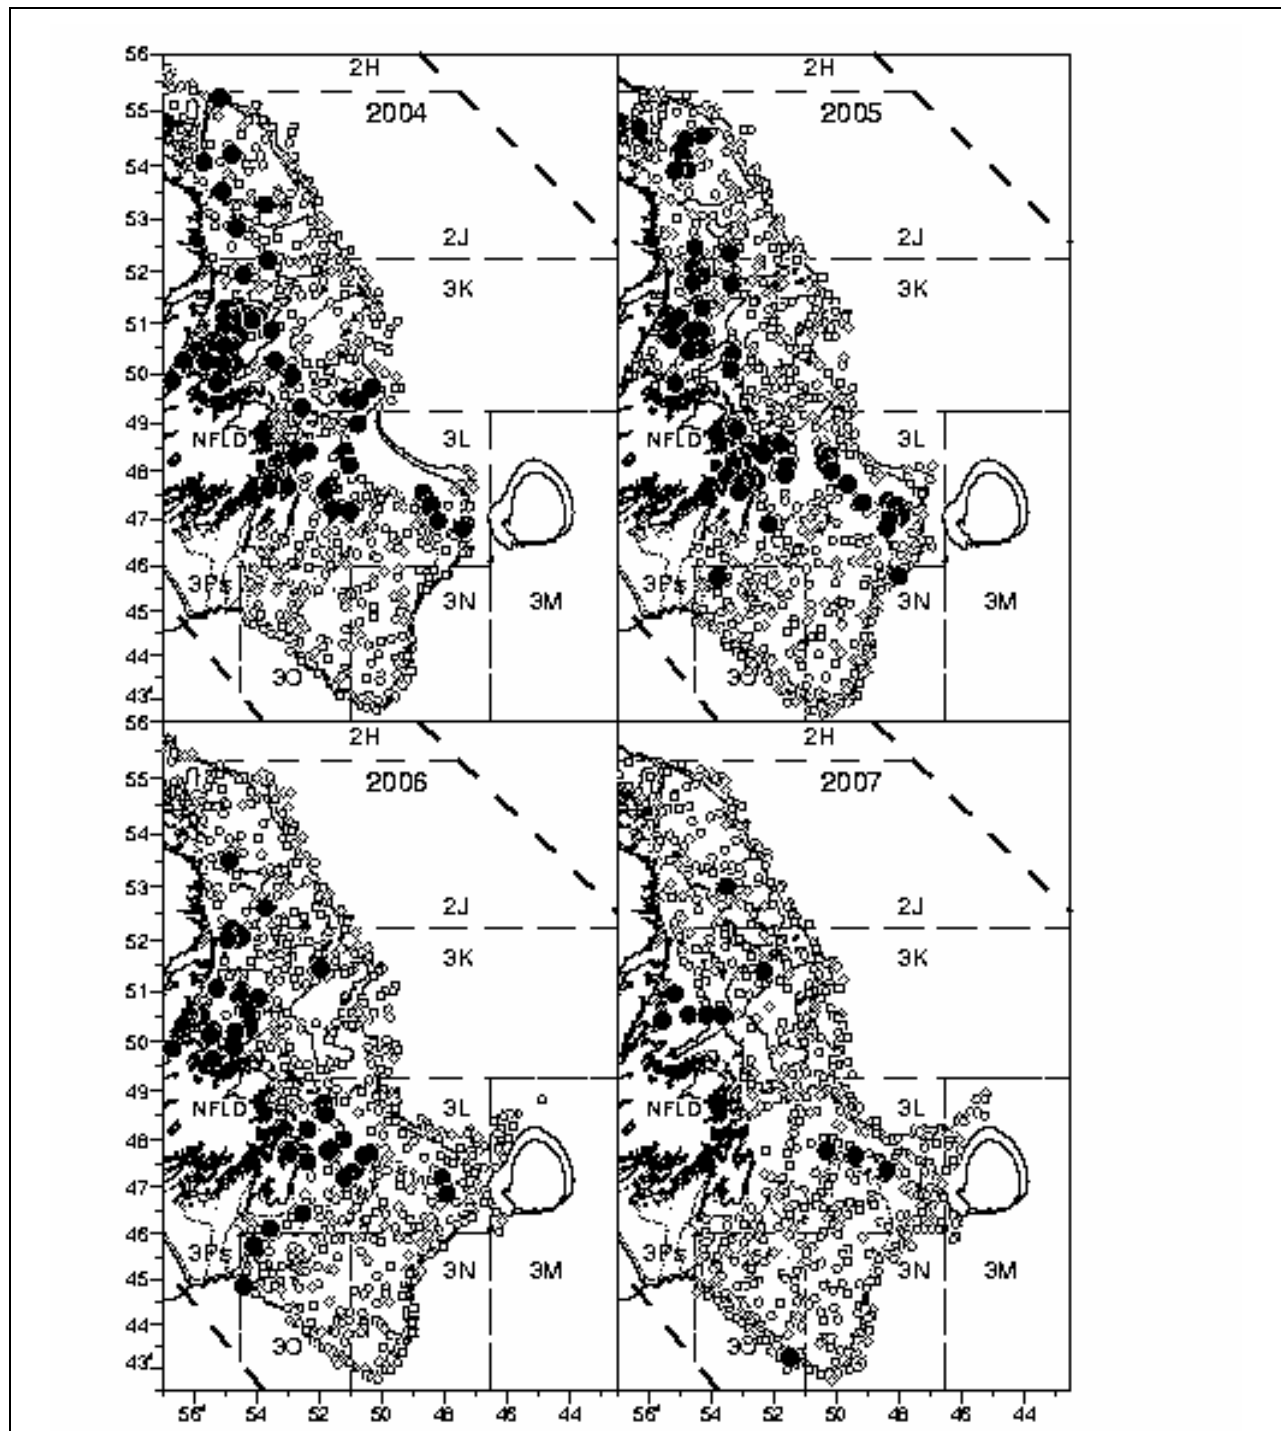 56
2H
2H
55
2004
2005
54
53
2J
2J
52
3K
3K
51
50
49
NFLD
3L
NFLD
3L
48
47
46
3Ps
3N
3M
3Ps
3N
3M
45
44
3O
3O
43
56
2H
2H
55
2006
2007
54
53
2J
2J
52
3K
3K
51
50
49
NFLD
3L
NFLD
3L
48
47
46
3Ps
3N
3M
3Ps
3N
3M
45
44
3O
3O
43
56 54 52 50 48 46 44 56 54 52 50 48 46 44